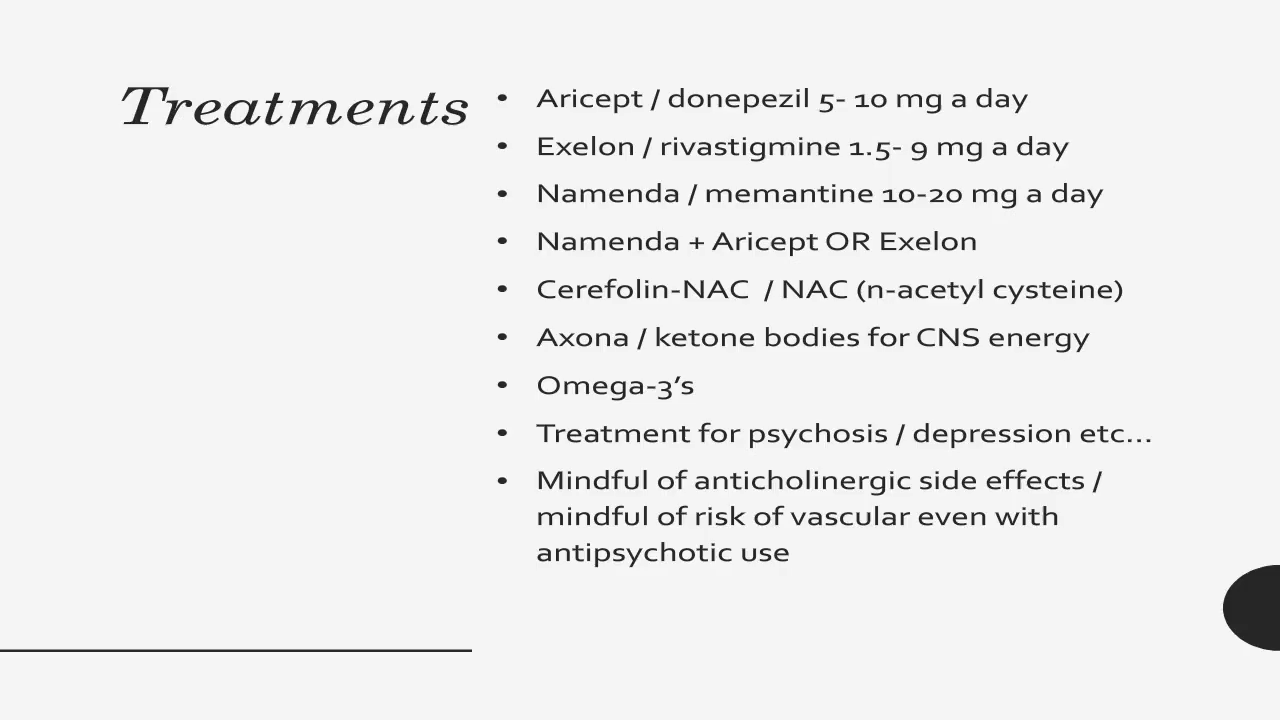 Treatments
• Aricept / donepezil 5- 10 mg a day
• Exelon / rivastigmine 1.5- 9 mg a day
• Namenda / memantine 10-20 mg a day
• Namenda + Aricept OR Exelon
• Cerefolin-NAC  / NAC (n-acetyl cysteine)
• Axona / ketone bodies for CNS energy
• Omega-3’s
• Treatment for psychosis / depression etc…
• Mindful of anticholinergic side effects /
mindful of risk of vascular even with
antipsychotic use